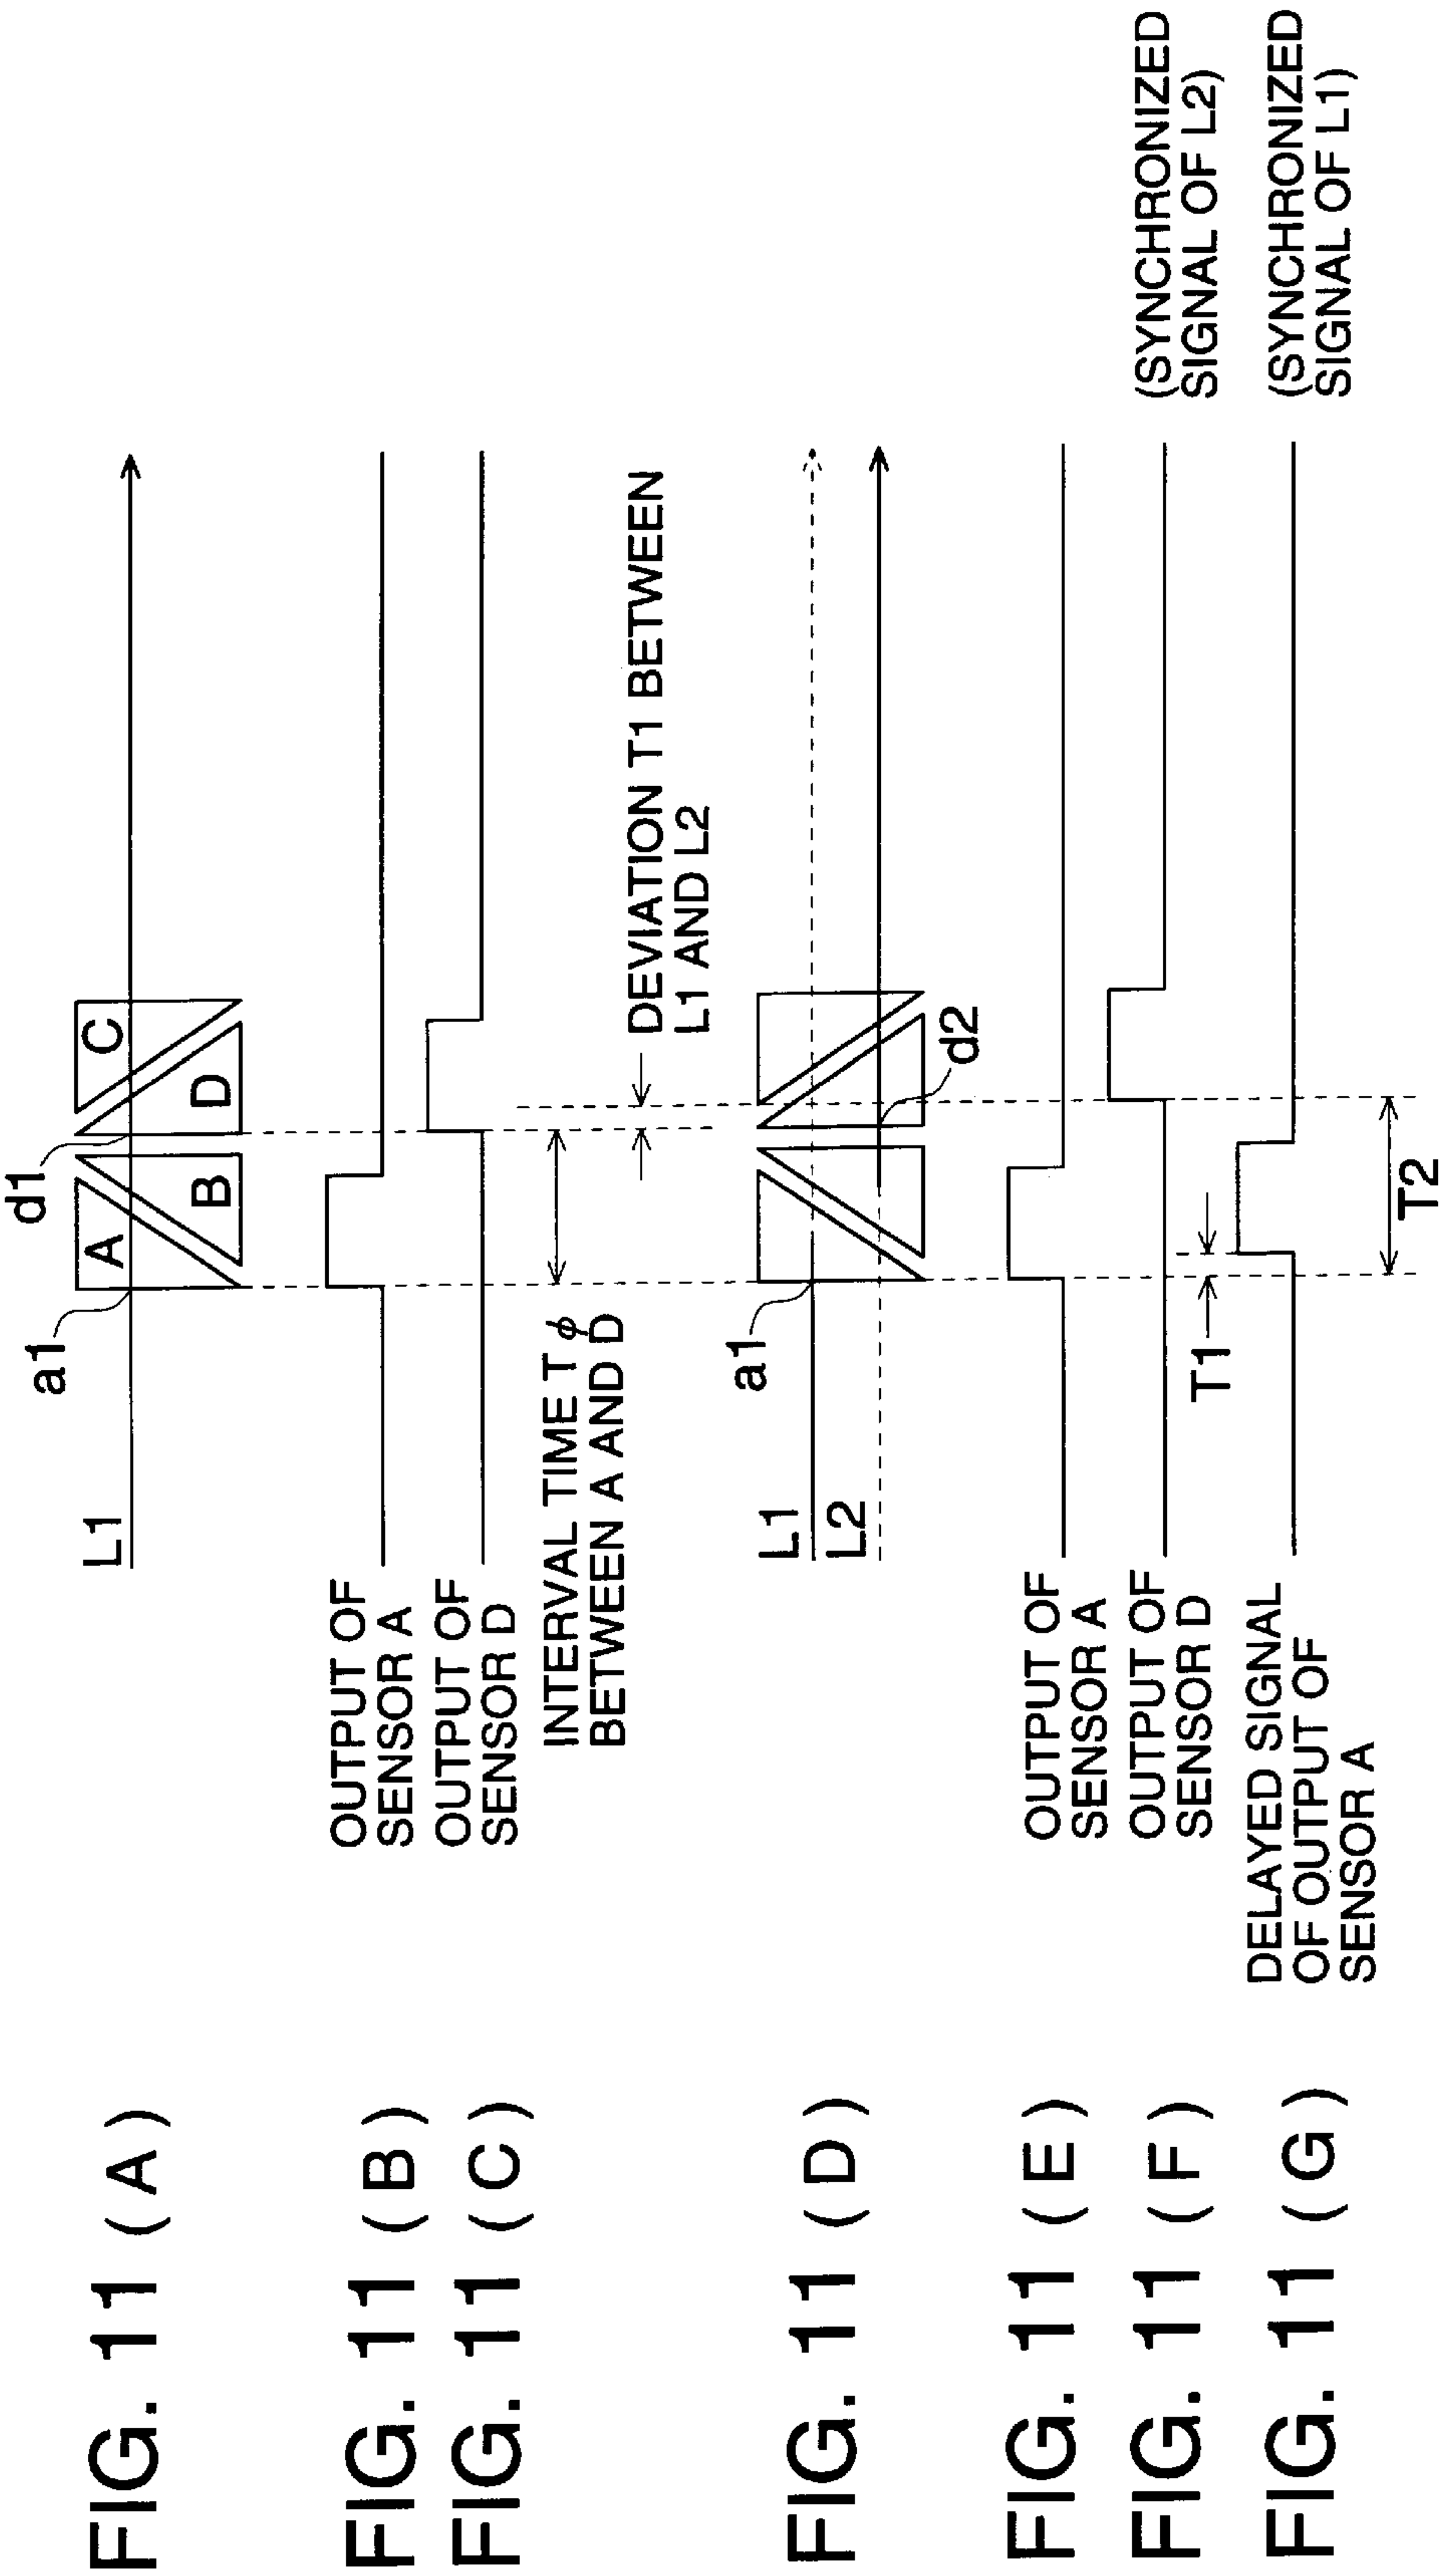 FIG. 11 (A)
a1
d1
L1
A
B
C
D
FIG. 11 (B)
OUTPUT OF
SENSOR A
FIG. 11 (C)
OUTPUT OF
SENSOR D
INTERVAL TIME T ϕ
BETWEEN A AND D
DEVIATION T1 BETWEEN
L1 AND L2
FIG. 11 (D)
a1
L1
L2
d2
FIG. 11 (E)
OUTPUT OF
SENSOR A
FIG. 11 (F)
OUTPUT OF
SENSOR D
(SYNCHRONIZED
SIGNAL OF L2)
T1
FIG. 11 (G)
DELAYED SIGNAL
OF OUTPUT OF
SENSOR A
(SYNCHRONIZED
SIGNAL OF L1)
T2